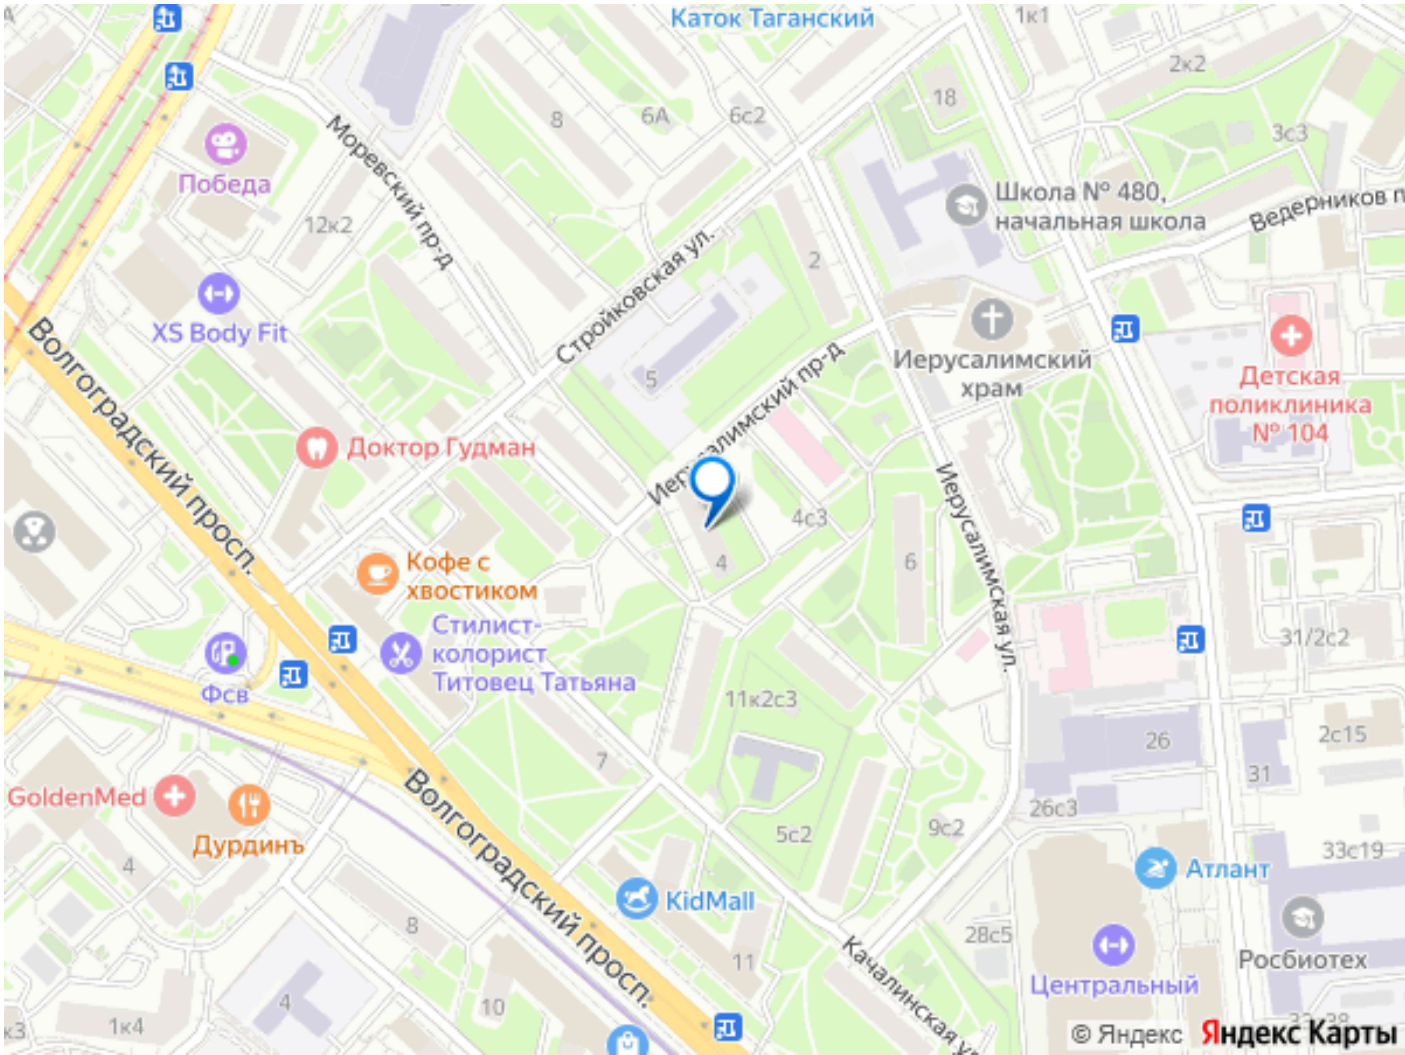 Каток Таганский
1к1
2к2
18
8
6А
6с2
3с3
Моревский пр-д
Победа
Школа № 480,
начальная школа
Ведерников п
12к2
Стройковская ул.
2
XS Body Fit
Волгоградский просп.
Иерусалимский
храм
Иерусалимский пр-д
5
Детская
поликлиника
№ 104
Доктор Гудман
4с3
Иерусалимская ул.
Кофе с
хвостиком
4
6
Стилист-
колорист
Титовец Татьяна
31/2с2
Фсв
11к2с3
26
2с15
7
31
GoldenMed
Волгоградский просп.
26с3
Дурдинъ
5с2
9с2
33с19
4
Атлант
KidMall
8
28с5
11
Качалинская ул.
Росбиотех
Центральный
4
10
1к4
к3
33с38
© Яндекс Яндекс Карты